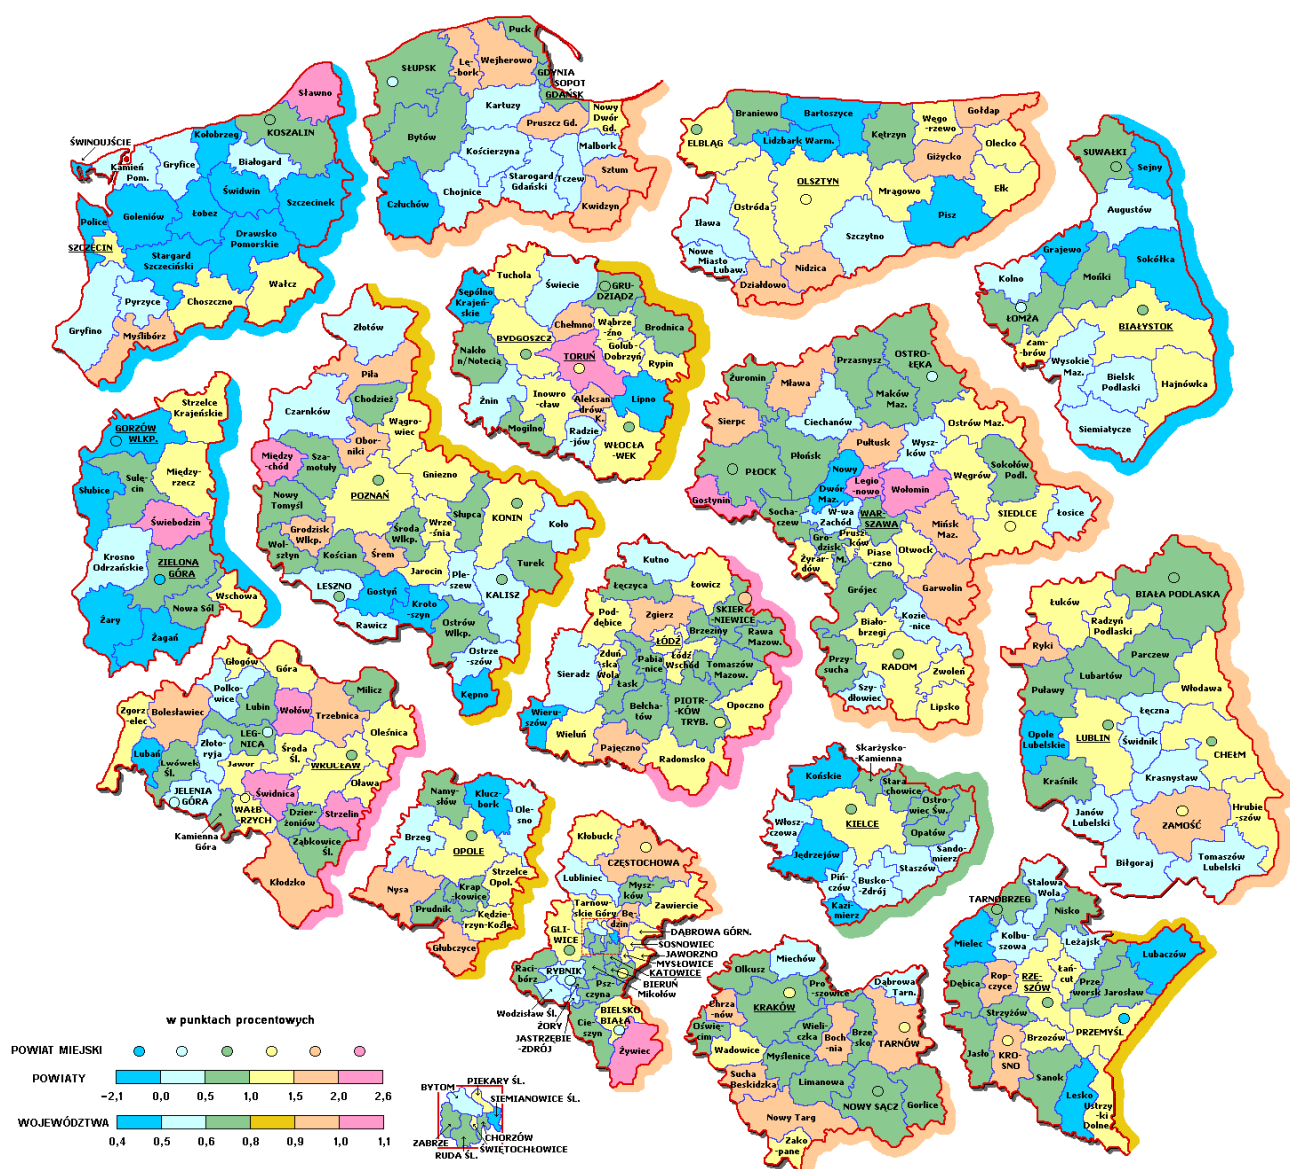 Sławno
KOSZALIN
ŚWINOUJŚCIE
Kołobrzeg
Kamień
Pom.
Gryfice
Białogard
Świdwin
Szczecinek
Police
Goleniów
Łobez
Drawsko
Pomorskie
SZCZECIN
Stargard
Szczeciński
Wałcz
Choszczno
Pyrzyce
Gryfino
Myślibórz
Puck
SŁUPSK
Lę-
-bork
Wejherowo
GDYNIA
SOPOT
GDAŃSK
Kartuzy
Nowy
Dwór
Gd.
Pruszcz Gd.
Bytów
Kościerzyna
Malbork
Starogard
Gdański
Tczew
Sztum
Chojnice
Człuchów
Kwidzyn
Braniewo
Bartoszyce
Węgo
-rzewo
Gołdap
ELBLĄG
Lidzbark Warm.
Kętrzyn
Olecko
Giżycko
OLSZTYN
Mrągowo
Ełk
Ostróda
Pisz
Iława
Szczytno
Nowe
Miasto
Lubaw.
Nidzica
Działdowo
SUWAŁKI
Sejny
Augustów
Grajewo
Sokółka
Kolno
Mońki
ŁOMŻA
BIAŁYSTOK
Zam-
-brów
Wysokie
Maz.
Bielsk
Podlaski
Hajnówka
Siemiatycze
Tuchola
Sępólno
Krajeń-
-skie
Świecie
GRU-
DZIĄDZ
Chełmno
Wąbrze
-źno
Brodnica
BYDGOSZCZ
TORUŃ
Golub-
Dobrzyń
Rypin
Nakło
n/Notecią
Inowro
-cław
Aleksan
drów.
K.
Lipno
Żnin
Mogilno
Radzie
-jów
WŁOCŁA
-WEK
Złotów
Piła
Chodzież
Czarnków
Wągro-
wiec
Obor-
niki
Między
-chód
Sza-
motuły
Gniezno
POZNAŃ
Nowy
Tomyśl
Słupca
KONIN
Wrze
-śnia
Środa
Wlkp.
Koło
Grodzisk
Wlkp.
Wol-
sztyn
Kościan
Śrem
Turek
Jarocin
Ple-
szew
LESZNO
Gostyń
Kroto-
szyn
KALISZ
Rawicz
Ostrów
Wlkp.
Ostrze-
szów
Kępno
Strzelce
Krajeńskie
GORZÓW
WLKP.
Między-
rzecz
Sulę-
cin
Słubice
Świebodzin
Krosno
Odrzańskie
ZIELONA
GÓRA
Wschowa
Nowa Sól
Żary
Żagań
OSTRO-
ŁĘKA
Przasnysz
Żuromin
Mława
Maków
Maz.
Ciechanów
Sierpc
Ostrów Maz.
Pułtusk
Wysz-
ków
Płońsk
PŁOCK
Węgrów
Sokołów
Podl.
Nowy
Dwór
Maz.
Legio
-nowo
Wołomin
Gostynin
Socha-
czew
W-wa
Zachód
WAR-
SZAWA
SIEDLCE
Łosice
Mińsk
Maz.
Grodzisk
M.
Prusz-
ków
Piase
-czno
Otwock
Żyrar-
dów
Grójec
Garwolin
Kozie-
nice
Biało-
brzegi
RADOM
Przy-
sucha
Zwoleń
Szy-
dłowiec
Lipsko
Kutno
Łęczyca
Łowicz
Pod-
dębice
Zgierz
SKIER
-NIEWICE
ŁÓDŹ
Brzeziny
Rawa
Mazow.
Zduń
ska
Wola
Pabia
-nice
Łódź
Wschód
Tomaszów
Mazow.
Sieradz
Łask
Beł­cha-
tów
PIOTR-
-KÓW
TRYB.
Opoczno
Wieru-
szów
Wieluń
Pajęczno
Radomsko
BIAŁA PODLASKA
Łuków
Radzyń
Podlaski
Ryki
Parczew
Lubartów
Włodawa
Puławy
Łęczna
Opole
Lubelskie
LUBLIN
Świdnik
CHEŁM
Krasnystaw
Kraśnik
Hrubie-
szów
Janów
Lubelski
ZAMOŚĆ
Biłgoraj
Tomaszów
Lubelski
Głogów
Góra
Polko-
wice
Milicz
Zgorz
-elec
Bolesławiec
Lubin
Wołów
Trzebnica
Oleśnica
Lubań
Złoto-
ryja
LEG-
NICA
Lwówek
Śl.
Jawor
Środa
Śl.
WROCŁAW
Oława
JELENIA
GÓRA
Świdnica
WAŁB
-RZYCH
Strzelin
Kamienna
Góra
Dzier-
żoniów
Ząbkowice
Śl.
Kłodzko
Namy-
słów
Klucz-
bork
Ole-
sno
Brzeg
OPOLE
Strzelce
Opol.
Nysa
Krap
-kowice
Prudnik
Kędzie-
rzyn-Koźle
Głubczyce
Kłobuck
CZĘSTOCHOWA
Lubliniec
Mysz-
ków
Tarnow-
skie Góry
Bę-
dzin
Zawiercie
GLI-
WICE
DĄBROWA GÓRN.
SOSNOWIEC
JAWORZNO
MYSŁOWICE
KATOWICE
BIERUŃ
Mikołów
Raci-
bórz
RYBNIK
Psz-
czyna
Wodzisław Śl.
ŻORY
JASTRZĘBIE
-ZDRÓJ
Cie-
szyn
BIELSKO
BIAŁA
Żywiec
Skarżysko-
Kamienna
Końskie
Stara
chowice
KIELCE
Ostro-
wiec Św.
Włosz-
czowa
Opatów
Jędrzejów
Sando-
mierz
Piń-
czów
Busko-
Zdrój
Staszów
Kazi-
mierz
Miechów
Olkusz
Pro-
szowice
Dąbrowa
Tarn.
Chrza
-nów
KRAKÓW
Oświę-
cim
Wieli-
czka
Boch-
nia
Brze-
sko
TARNÓW
Wadowice
Myślenice
Sucha
Beskidzka
Limanowa
NOWY SĄCZ
Gorlice
Nowy Targ
Zako
-pane
Stalowa
Wola
TARNOBRZEG
Nisko
Mielec
Kolbu-
szowa
Leżajsk
Lubaczów
Rop-
czyce
RZE-
SZÓW
Łań-
cut
Dębica
Prze
worsk
Jarosław
Strzyżów
PRZEMYŚL
Brzozów
Jasło
KRO-
SNO
Sanok
Lesko
Ustrzy
-ki
Dolne
w punktach procentowych
POWIAT MIEJSKI
POWIATY
-2,1 0,0 0,5 1,0 1,5 2,0 2,6
WOJEWÓDZTWA
0,4 0,5 0,6 0,8 0,9 1,0 1,1
BYTOM
PIEKARY ŚL.
SIEMIANOWICE ŚL.
CHORZÓW
ŚWIĘTOCHŁOWICE
ZABRZE
RUDA ŚL.